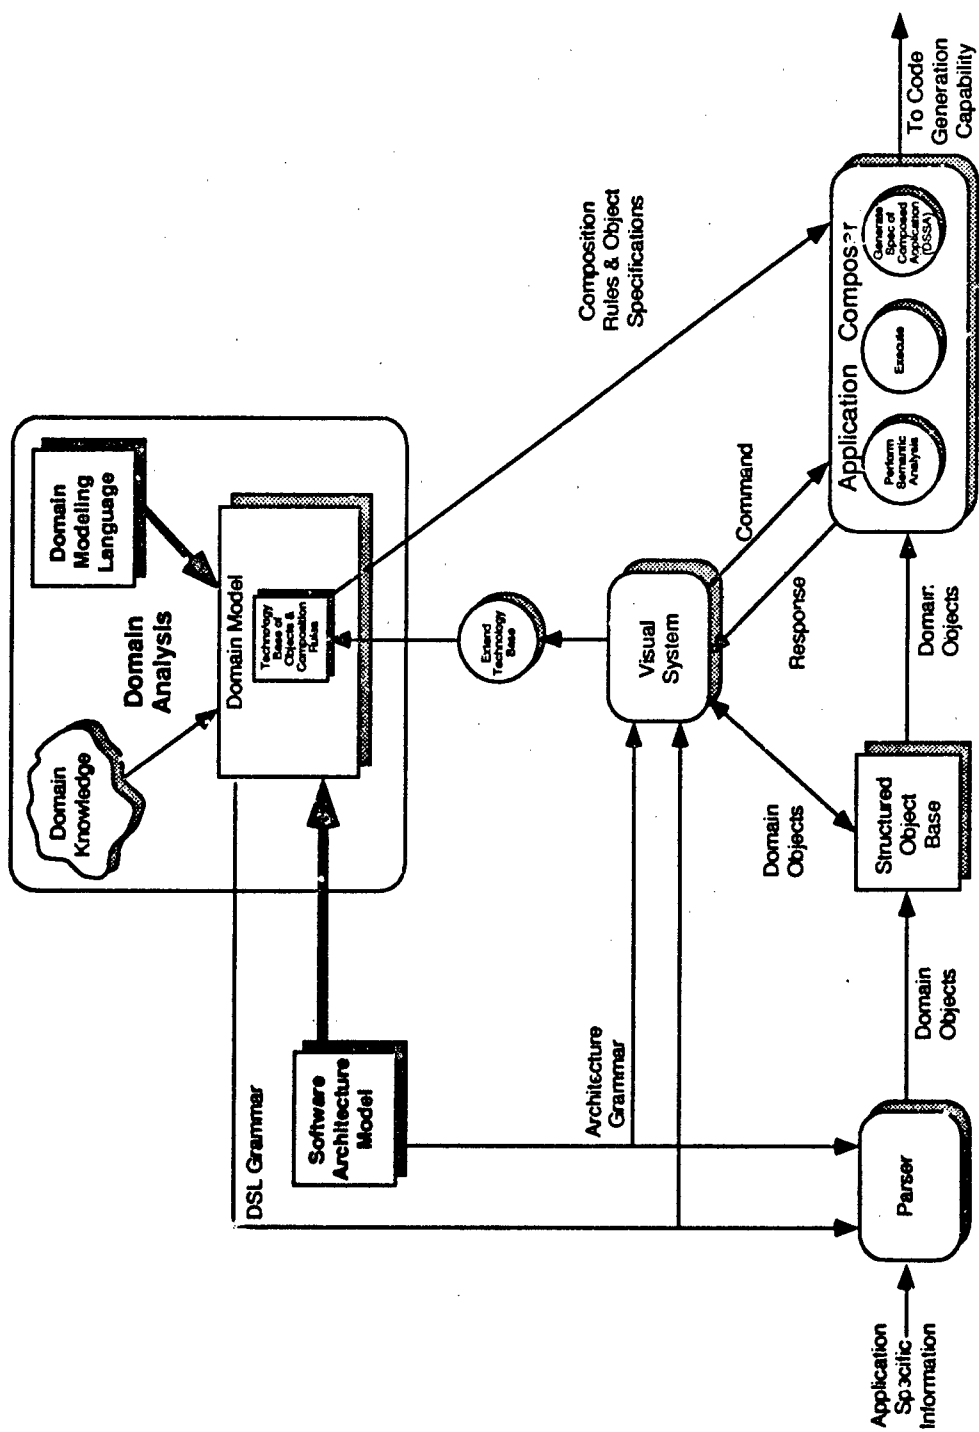 Domain
Knowledge
Domain
Analysis
Domain
Modeling
Language
Domain Model
Technology
Base of
Objects &
Composition
Rules
DSL Grammar
Software
Architecture
Model
Extend
Technology
Base
Composition
Rules & Object
Specifications
Architecture
Grammar
Visual
System
Command
Response
Domain
Objects
Application
Specific
Information
Parser
Domain
Objects
Structured
Object
Base
Domain
Objects
Application Composer
Perform
Semantic
Analysis
Execute
Generate
Spec of
Composed
Application
(DSSA)
To Code
Generation
Capability